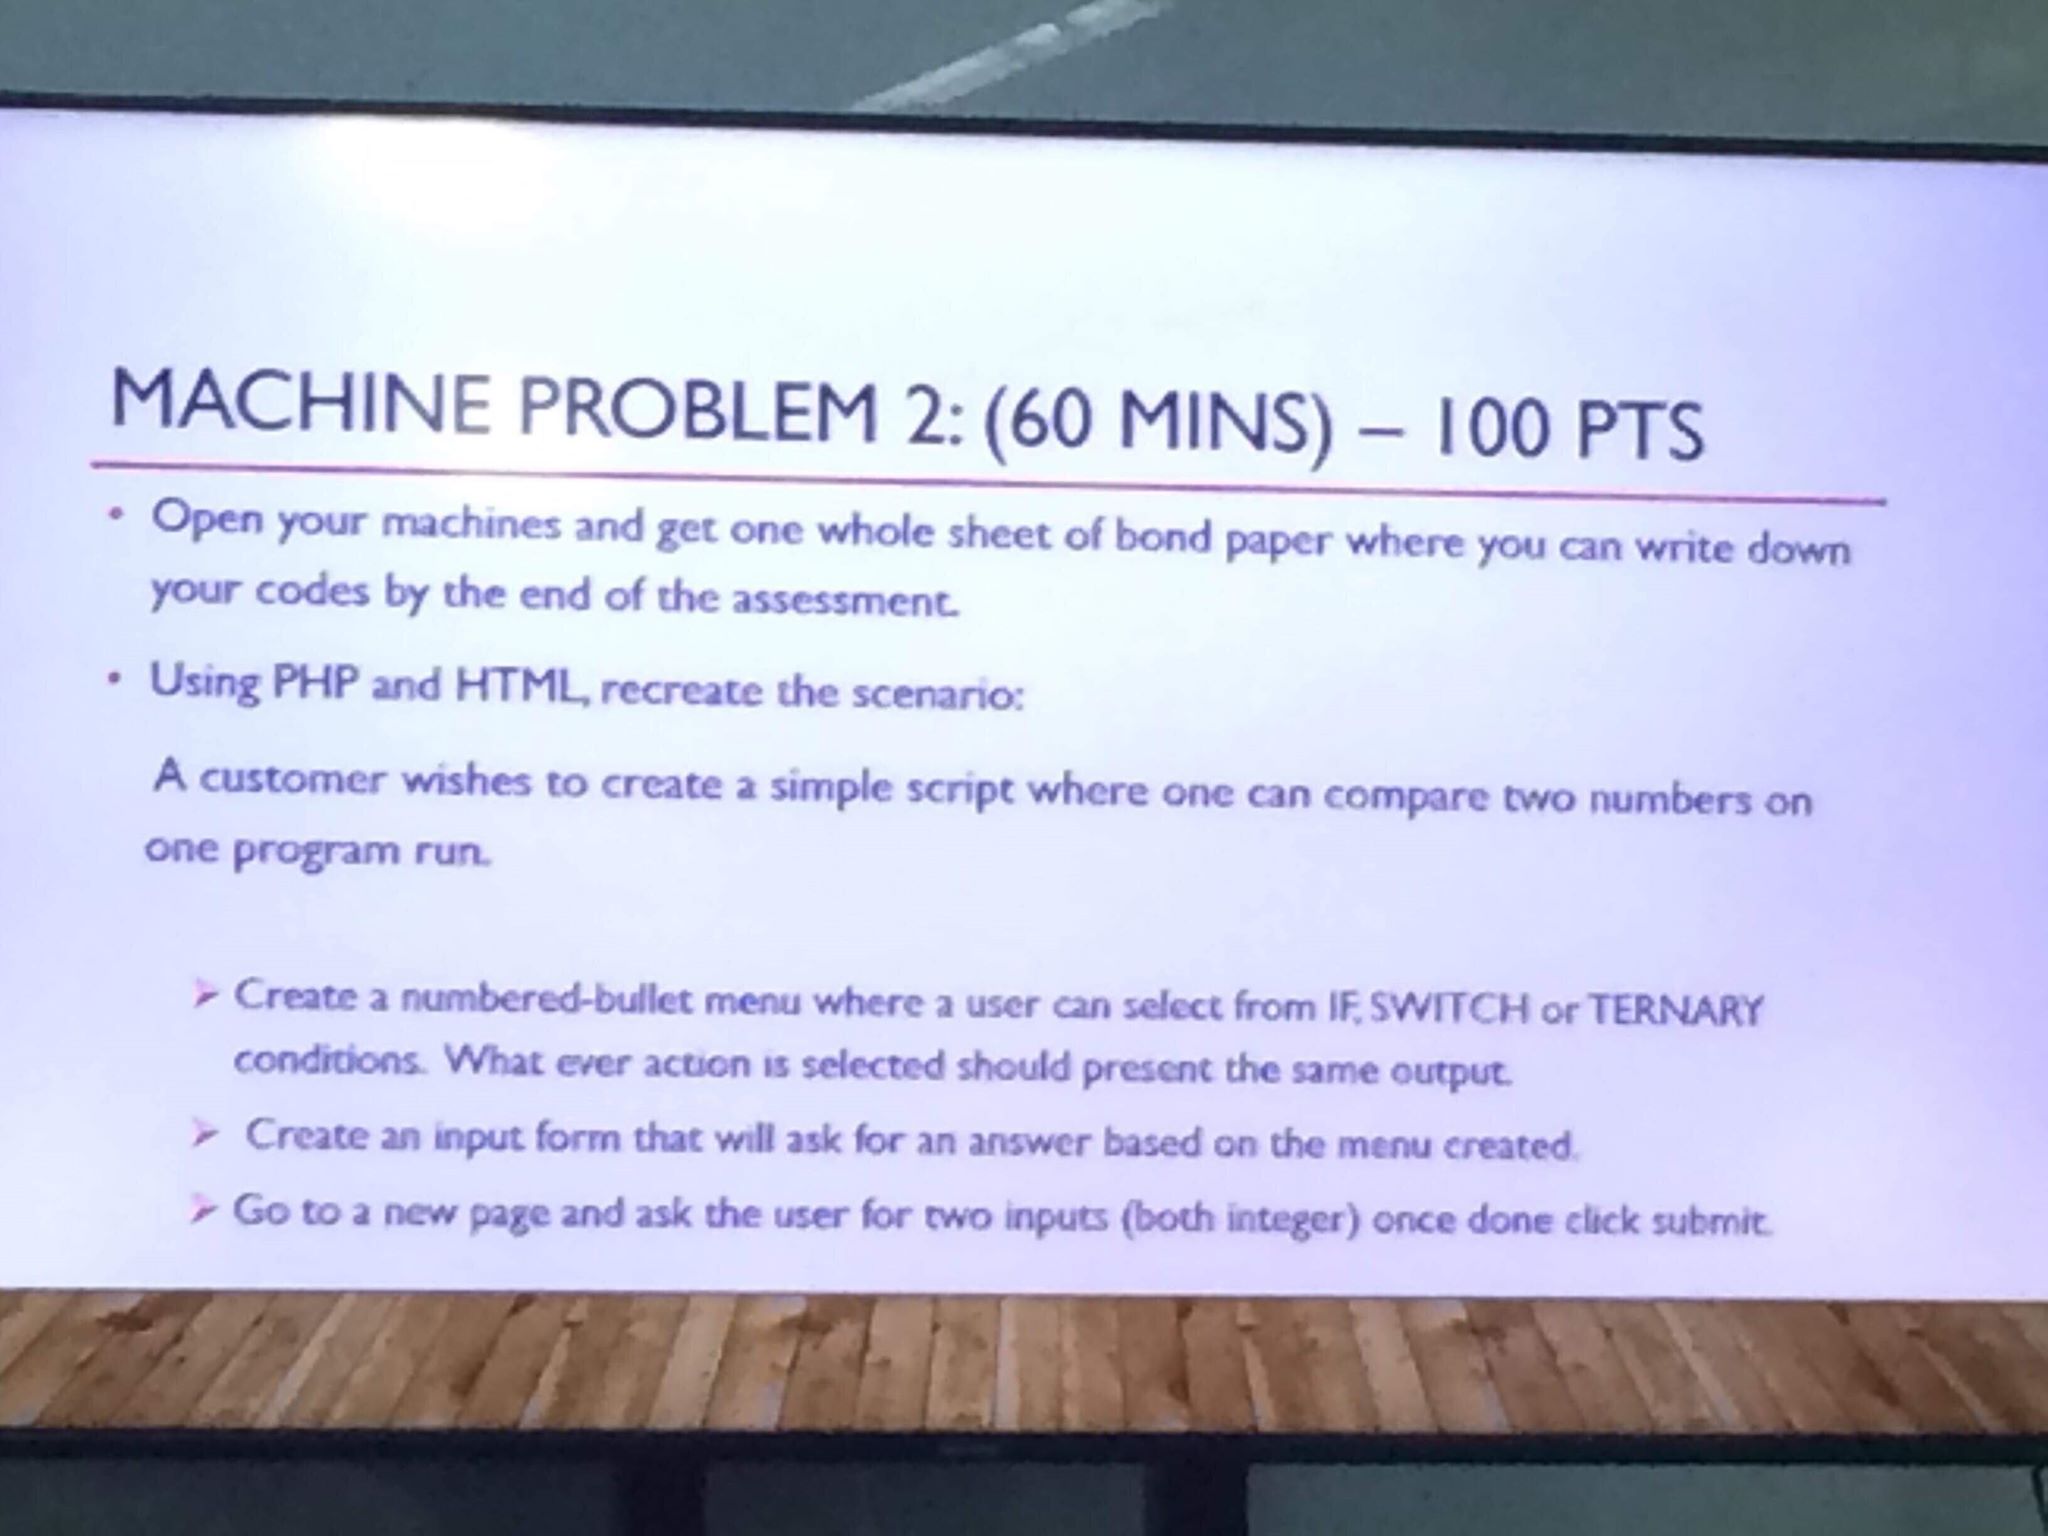 MACHINE PROBLEM 2: (60 MINS) – 100 PTS
• Open your machines and get one whole sheet of bond paper where you can write down
your codes by the end of the assessment.
• Using PHP and HTML, recreate the scenario:
A customer wishes to create a simple script where one can compare two numbers on
one program run.
➢ Create a numbered-bullet menu where a user can select from IF, SWITCH or TERNARY
conditions. What ever action is selected should present the same output.
➢ Create an input form that will ask for an answer based on the menu created.
➢ Go to a new page and ask the user for two inputs (both integer) once done click submit.